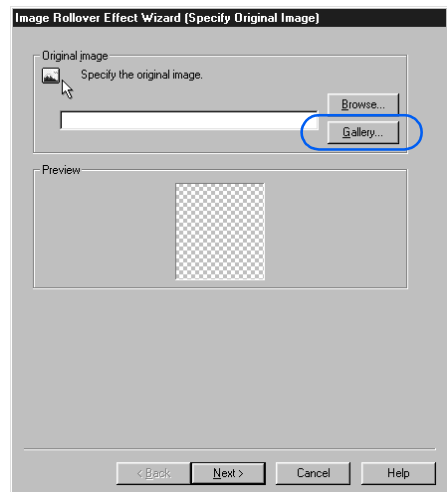 Image Rollover Effect Wizard (Specify Original Image)
Original image
Specify the original image.
Browse...
Gallery...
Preview
< Back Next > Cancel Help